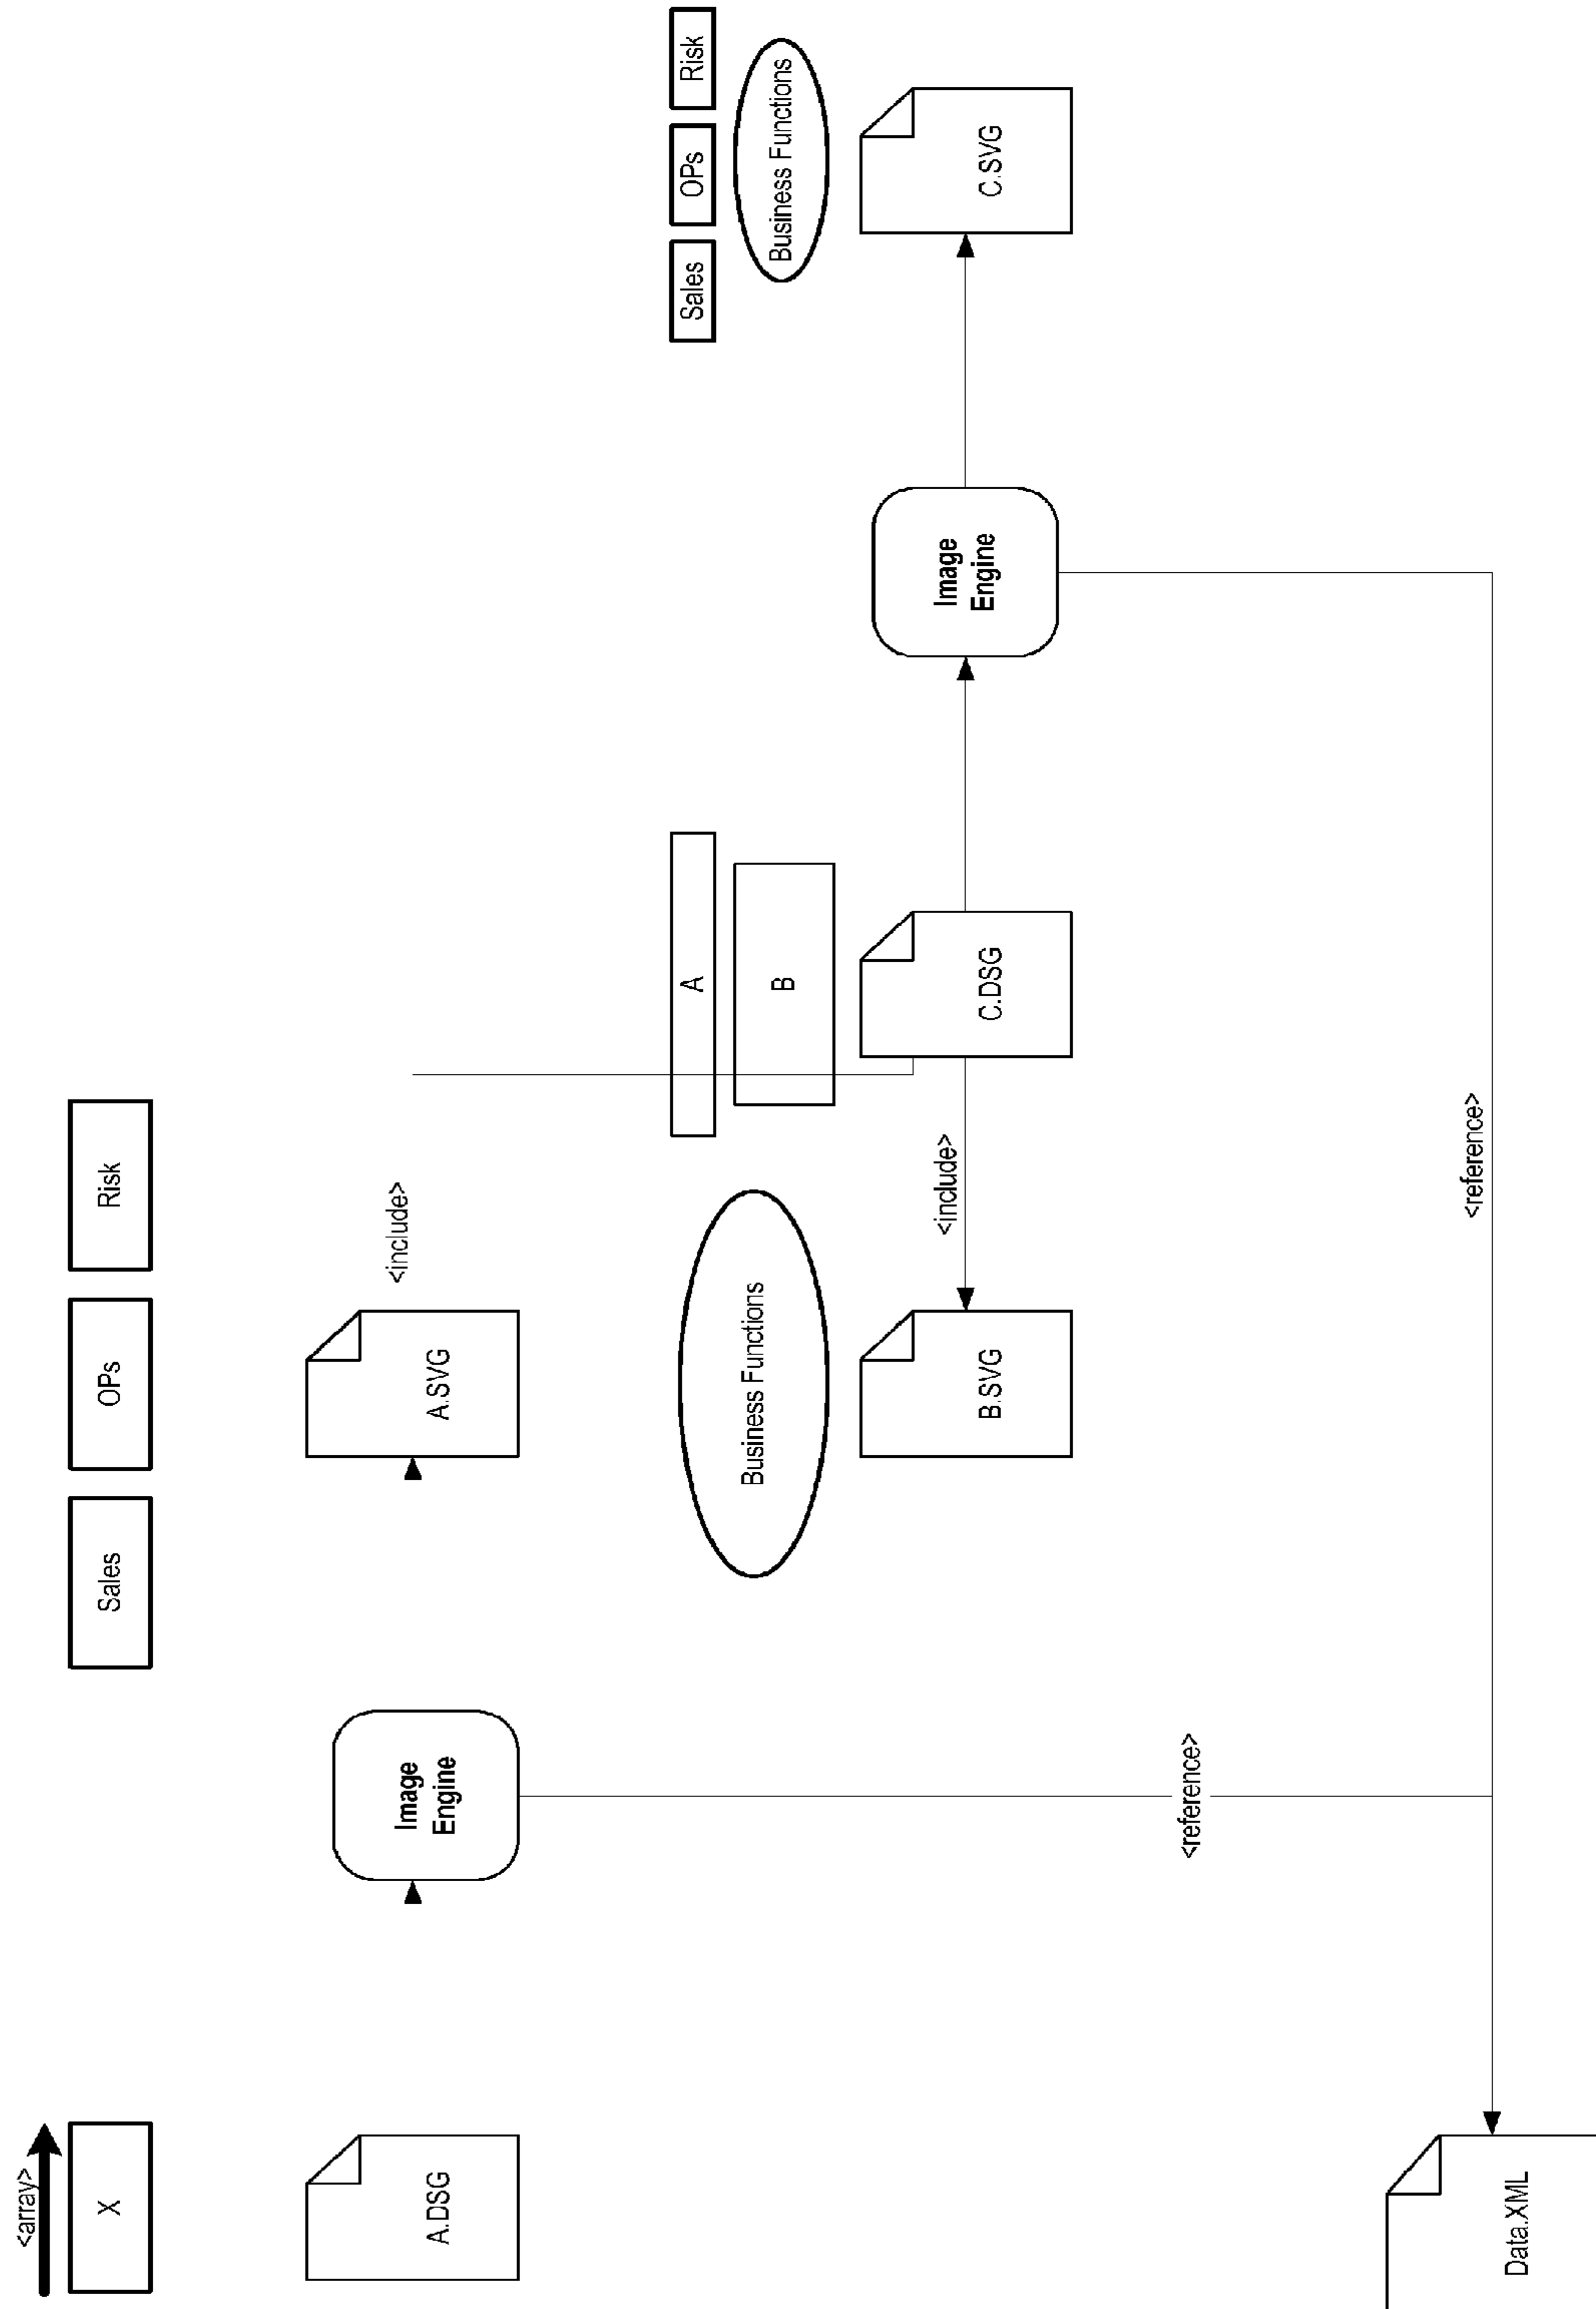 <array>
X
Sales
OPs
Risk
A.DSG
Image
Engine
A.SVG
<include>
Business Functions
A
B
Sales
OPs
Risk
Business Functions
B.SVG
<include>
C.DSG
Image
Engine
C.SVG
<reference>
<reference>
Data.XML